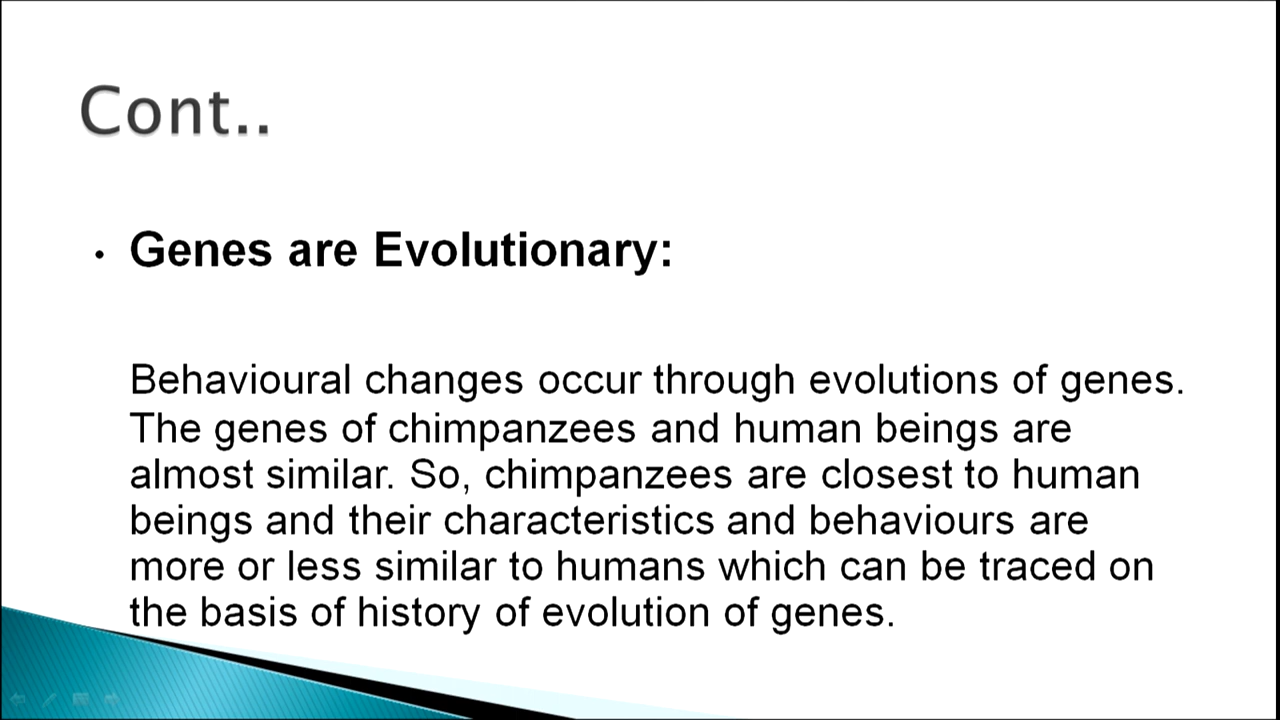 Cont..
• Genes are Evolutionary:
Behavioural changes occur through evolutions of genes.
The genes of chimpanzees and human beings are
almost similar. So, chimpanzees are closest to human
beings and their characteristics and behaviours are
more or less similar to humans which can be traced on
the basis of history of evolution of genes.